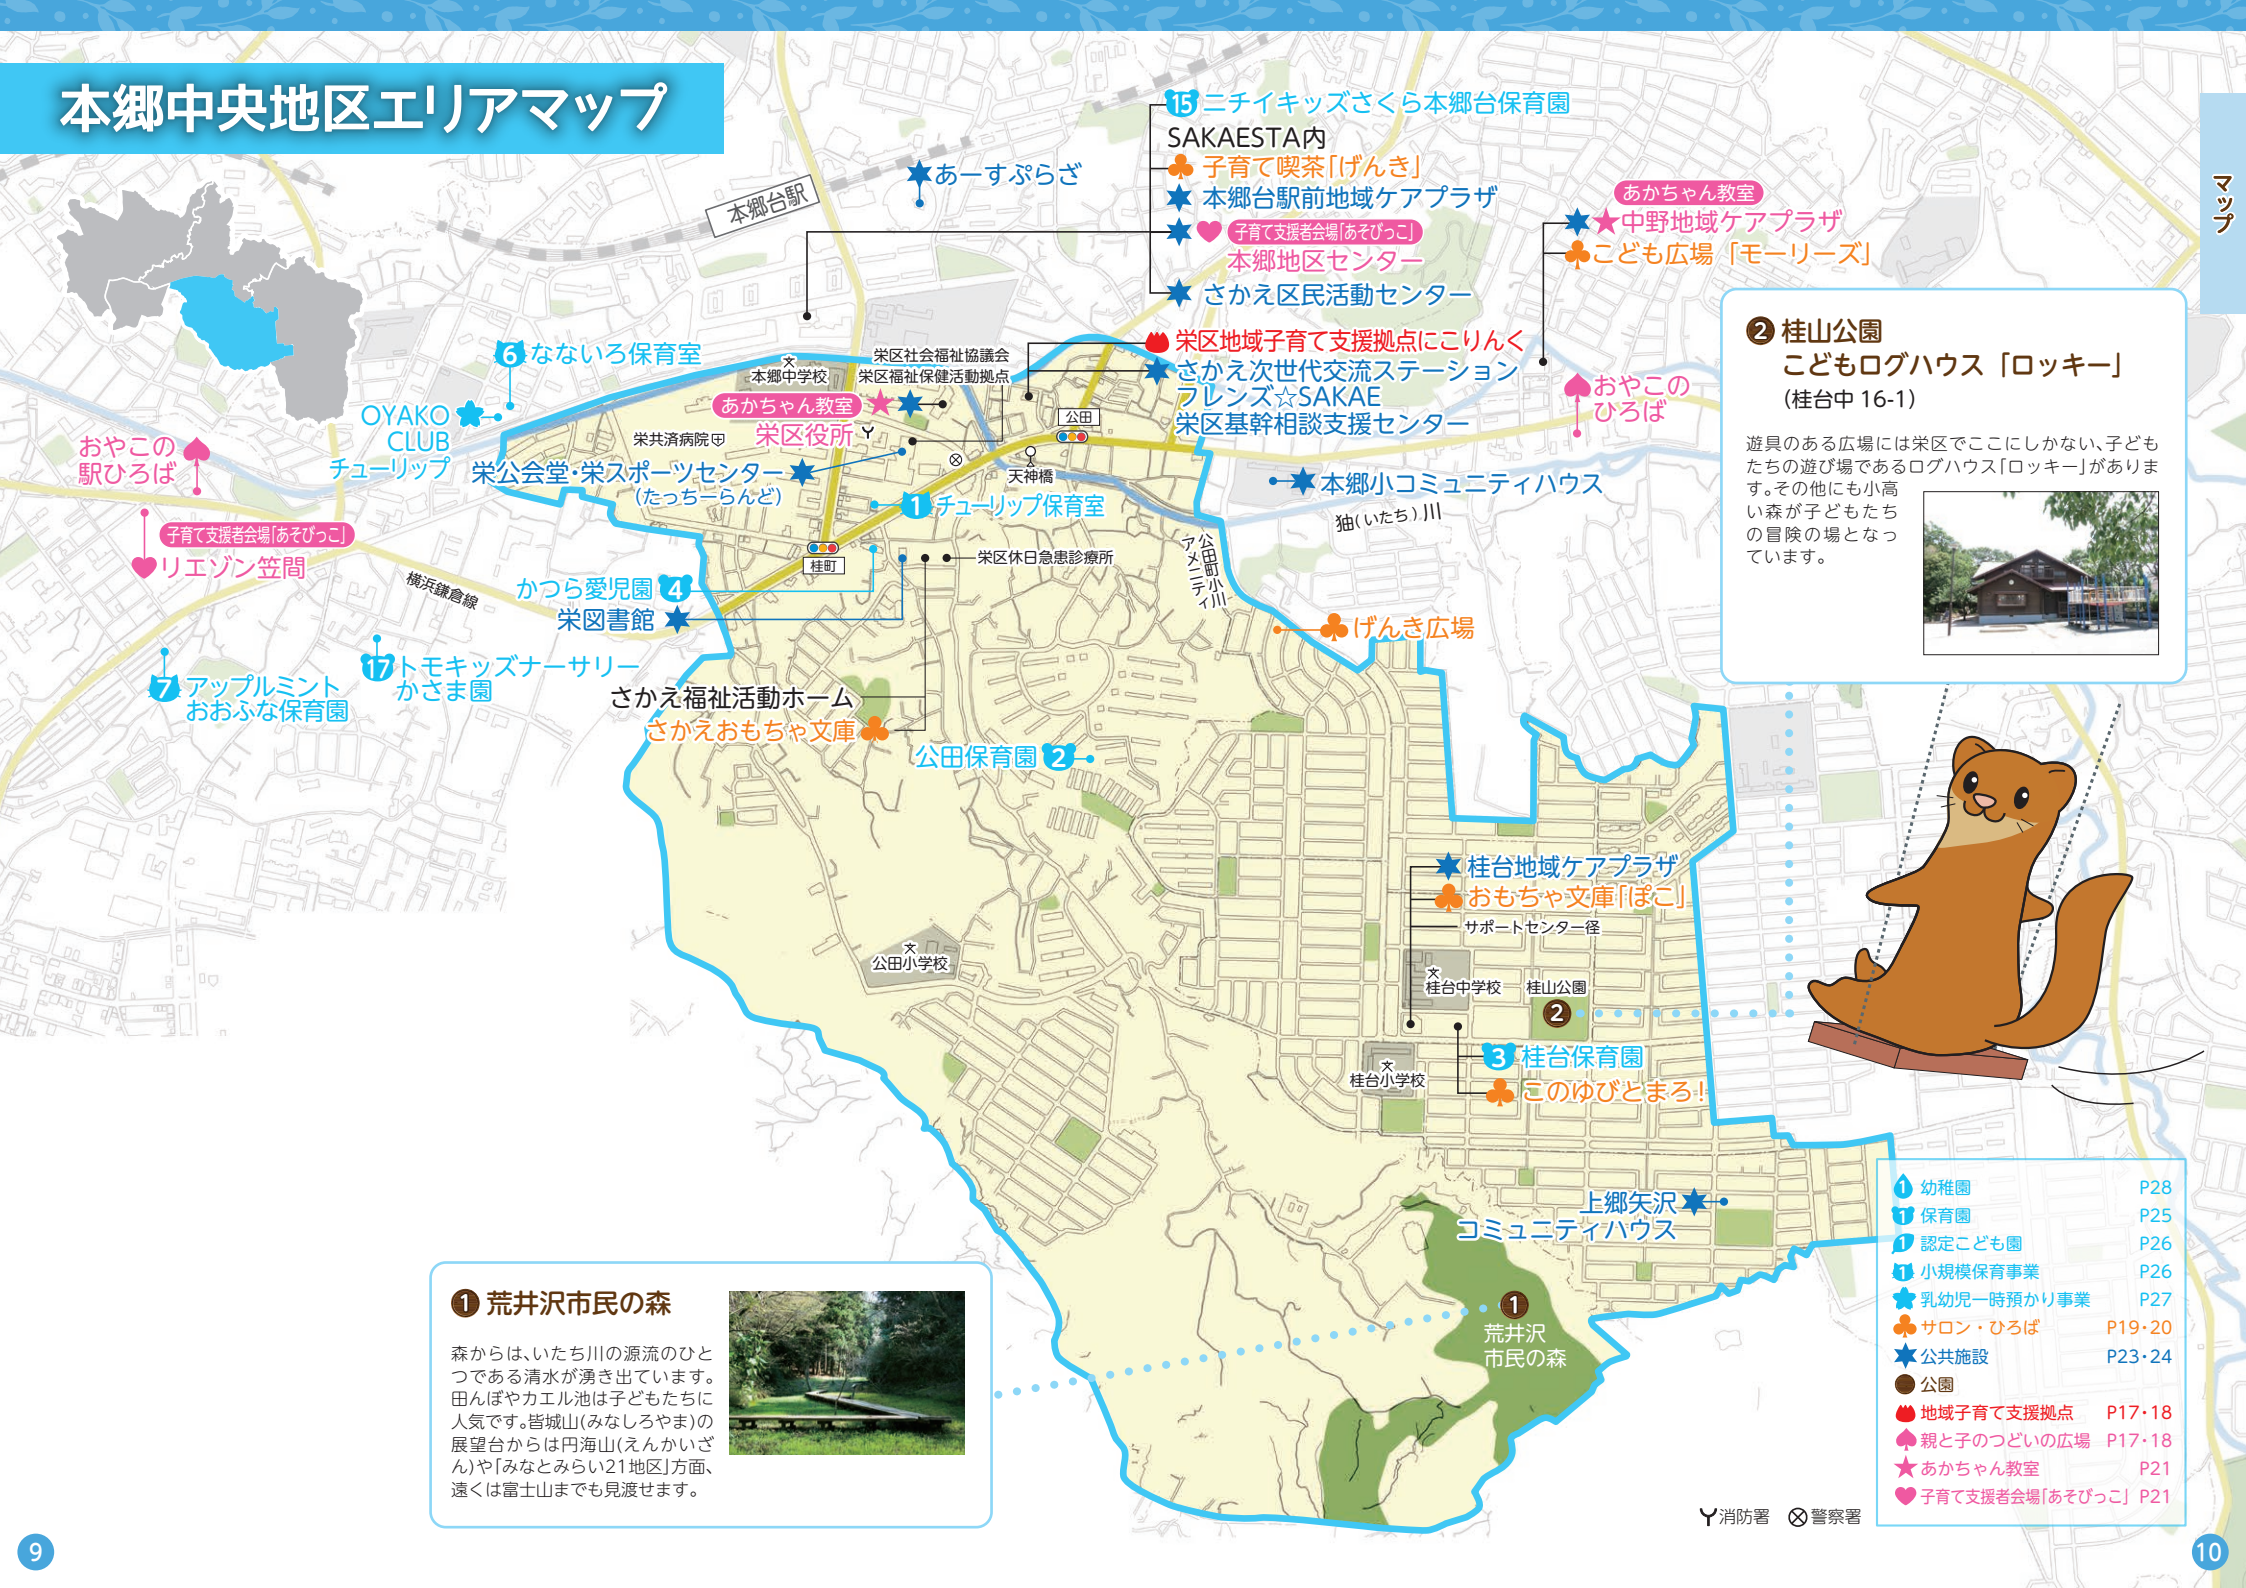 本郷中央地区エリアマップ
マップ
本郷台駅
あーすぷらざ
15 ニチイキッズさくら本郷台保育園
SAKAESTA内
子育て喫茶「げんき」
本郷台駅前地域ケアプラザ
子育て支援者会場「あそびっこ」
本郷地区センター
さかえ区民活動センター
あかちゃん教室
中野地域ケアプラザ
こども広場「モーリーズ」
栄区地域子育て支援拠点にこりんく
さかえ次世代交流ステーション
フレンズ☆SAKAE
栄区基幹相談支援センター
おやこの
ひろば
6 なないろ保育室
文
本郷中学校
栄区社会福祉協議会
栄区福祉保健活動拠点
あかちゃん教室
栄区役所
OYAKO
CLUB
チューリップ
おやこの
駅ひろば
栄共済病院
公田
天神橋
栄公会堂・栄スポーツセンター
(たっちーらんど)
1 チューリップ保育室
本郷小コミュニティハウス
㹨(いたち)川
公田町小川
アメニティ
子育て支援者会場「あそびっこ」
リエゾン笠間
横浜鎌倉線
桂町
栄区休日急患診療所
かつら愛児園 4
栄図書館
げんき広場
17 トモキッズナーサリー
かさま園
7 アップルミント
おおふな保育園
さかえ福祉活動ホーム
さかえおもちゃ文庫
公田保育園 2
桂台地域ケアプラザ
おもちゃ文庫「ぽこ」
サポートセンター径
文
公田小学校
文
桂台中学校
桂山公園
2
3 桂台保育園
このゆびとまろ!
文
桂台小学校
上郷矢沢
コミュニティハウス
1
荒井沢
市民の森
2 桂山公園
こどもログハウス「ロッキー」
(桂台中 16-1)
遊具のある広場には栄区でここにしかない、子ども
たちの遊び場であるログハウス「ロッキー」がありま
す。その他にも小高
い森が子どもたち
の冒険の場となっ
ています。
1 荒井沢市民の森
森からは、いたち川の源流のひと
つである清水が湧き出ています。
田んぼやカエル池は子どもたちに
人気です。皆城山(みなしろやま)の
展望台からは円海山(えんかいざ
ん)や「みなとみらい21地区」方面、
遠くは富士山までも見渡せます。
1 幼稚園 P28
1 保育園 P25
1 認定こども園 P26
1 小規模保育事業 P26
乳幼児一時預かり事業 P27
サロン・ひろば P19・20
公共施設 P23・24
公園
地域子育て支援拠点 P17・18
親と子のつどいの広場 P17・18
あかちゃん教室 P21
子育て支援者会場「あそびっこ」 P21
消防署 警察署
9
10